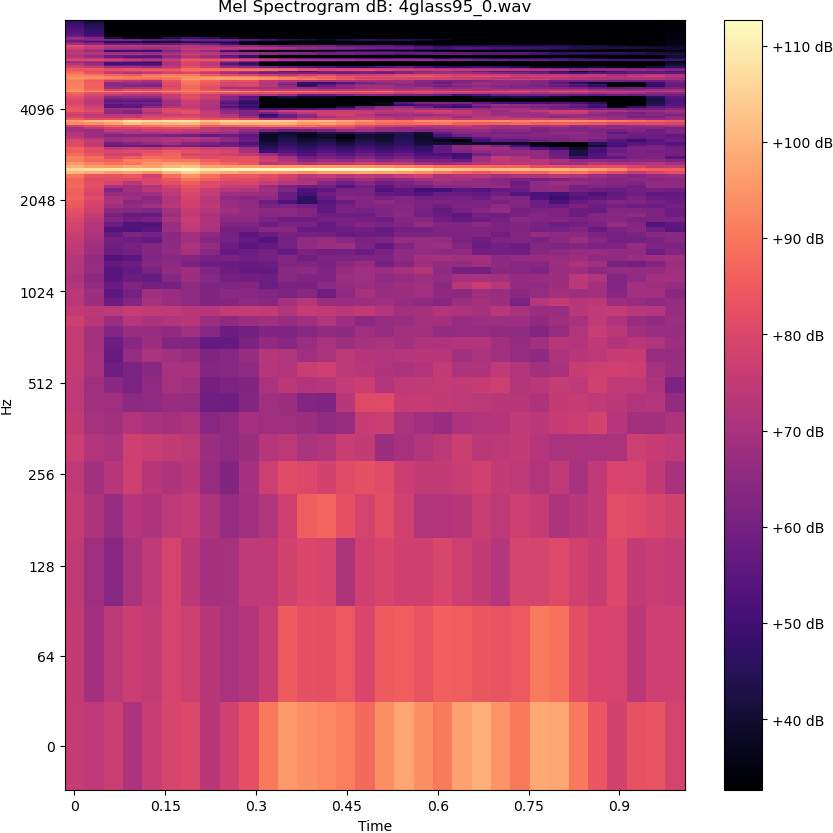 Mel Spectrogram dB: 4glass95_0.wav
+110 dB
4096
+100 dB
2048
+90 dB
1024
+80 dB
512
Hz
+70 dB
256
+60 dB
128
+50 dB
64
+40 dB
0
0 0.15 0.3 0.45 0.6 0.75 0.9
Time